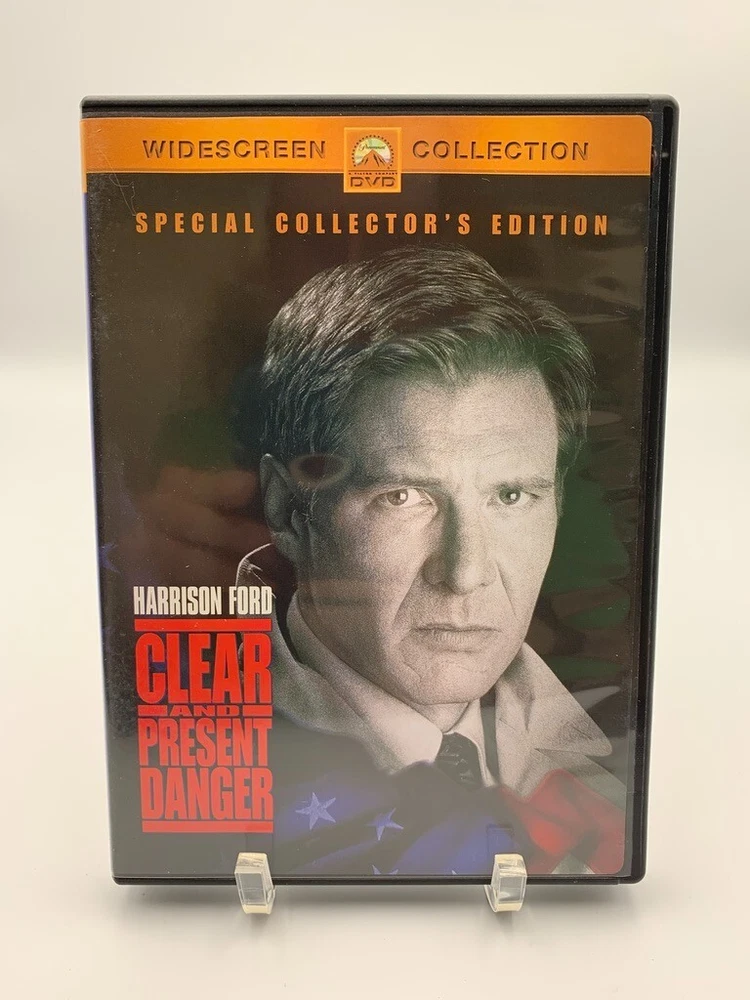 WIDESCREEN COLLECTION
DVD
SPECIAL COLLECTOR'S EDITION
HARRISON FORD
CLEAR
AND
PRESENT
DANGER